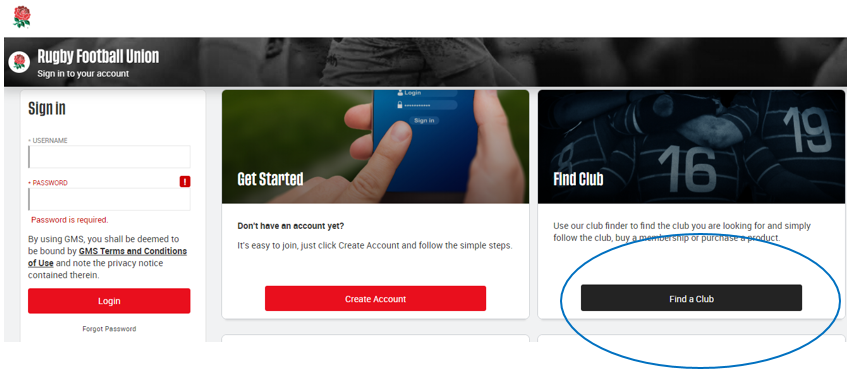 Rugby Football Union
Sign in to your account
Sign in
* USERNAME
* PASSWORD
!
Password is required.
By using GMS, you shall be deemed to
be bound by GMS Terms and Conditions
of Use and note the privacy notice
contained therein.
Login
Forgot Password
Login
Sign in
Get Started
Don't have an account yet?
It's easy to join, just click Create Account and follow the simple steps.
Create Account
19
16
Find Club
Use our club finder to find the club you are looking for and simply
follow the club, buy a membership or purchase a product.
Find a Club